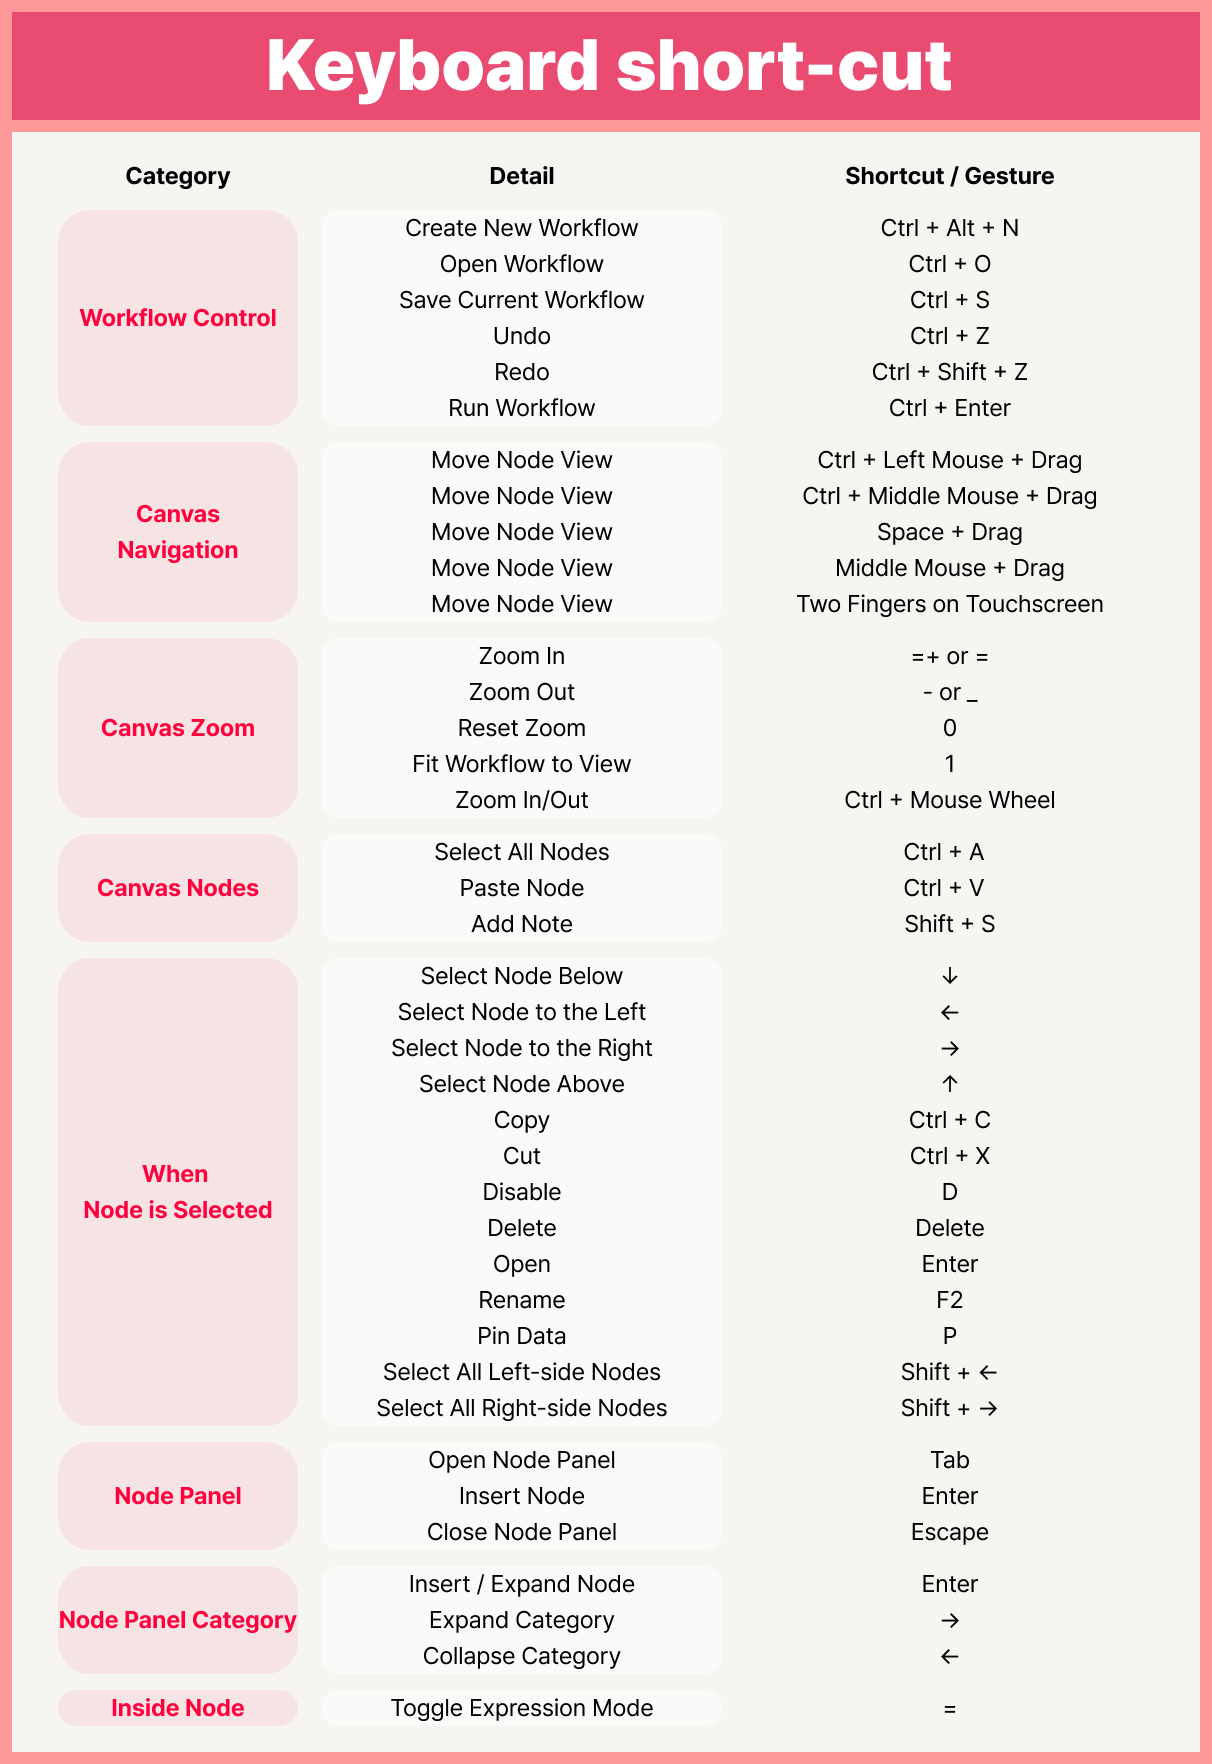 Keyboard short-cut
Category Detail Shortcut / Gesture
Workflow Control
Create New Workflow Ctrl + Alt + N
Open Workflow Ctrl + O
Save Current Workflow Ctrl + S
Undo Ctrl + Z
Redo Ctrl + Shift + Z
Run Workflow Ctrl + Enter
Canvas
Navigation
Move Node View Ctrl + Left Mouse + Drag
Move Node View Ctrl + Middle Mouse + Drag
Move Node View Space + Drag
Move Node View Middle Mouse + Drag
Move Node View Two Fingers on Touchscreen
Canvas Zoom
Zoom In =+ or =
Zoom Out - or _
Reset Zoom 0
Fit Workflow to View 1
Zoom In/Out Ctrl + Mouse Wheel
Canvas Nodes
Select All Nodes Ctrl + A
Paste Node Ctrl + V
Add Note Shift + S
When
Node is Selected
Select Node Below ↓
Select Node to the Left ←
Select Node to the Right →
Select Node Above ↑
Copy Ctrl + C
Cut Ctrl + X
Disable D
Delete Delete
Open Enter
Rename F2
Pin Data P
Select All Left-side Nodes Shift + ←
Select All Right-side Nodes Shift + →
Node Panel
Open Node Panel Tab
Insert Node Enter
Close Node Panel Escape
Node Panel Category
Insert / Expand Node Enter
Expand Category →
Collapse Category ←
Inside Node
Toggle Expression Mode =